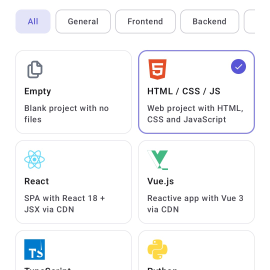 All General Frontend Backend
Empty
Blank project with no
files
HTML / CSS / JS
Web project with HTML,
CSS and JavaScript
React
SPA with React 18 +
JSX via CDN
Vue.js
Reactive app with Vue 3
via CDN
TS